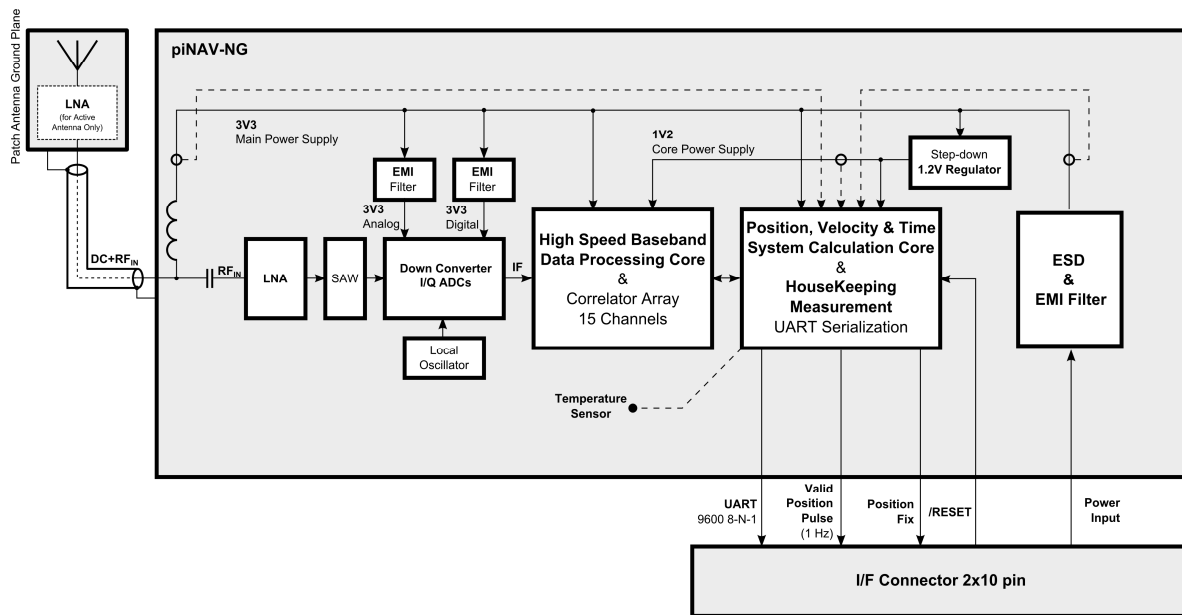 Patch Antenna Ground Plane
LNA
(for Active
Antenna Only)
piNAV-NG
3V3
Main Power Supply
1V2
Core Power Supply
Step-down
1.2V Regulator
EMI
Filter
EMI
Filter
3V3
Analog
3V3
Digital
DC+RFIN
RFIN
LNA
SAW
Down Converter
I/Q ADCs
IF
Local
Oscillator
High Speed Baseband
Data Processing Core
&
Correlator Array
15 Channels
Position, Velocity & Time
System Calculation Core
&
HouseKeeping
Measurement
UART Serialization
ESD
&
EMI Filter
Temperature
Sensor
UART
9600 8-N-1
Valid
Position
Pulse
(1 Hz)
Position
Fix
/RESET
Power
Input
I/F Connector 2x10 pin